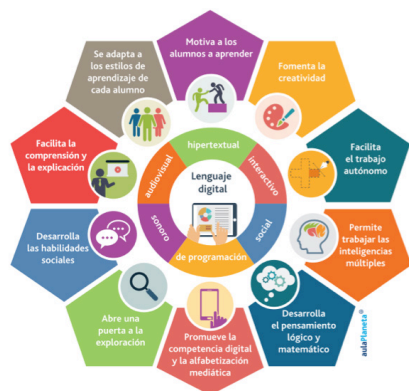 Motiva a los
alumnos a aprender
Fomenta la
creatividad
Facilita
el trabajo
autónomo
Permite
trabajar las
inteligencias
múltiples
Desarrolla
el pensamiento
lógico y
matemático
Promueve la
competencia digital
y la alfabetización
mediática
Abre una
puerta a la
exploración
Desarrolla
las habilidades
sociales
Facilita la
comprensión y
la explicación
Se adapta a
los estilos de
aprendizaje de
cada alumno
hipertextual
interactivo
social
de programación
sonoro
audiovisual
Lenguaje
digital
aulaPlaneta